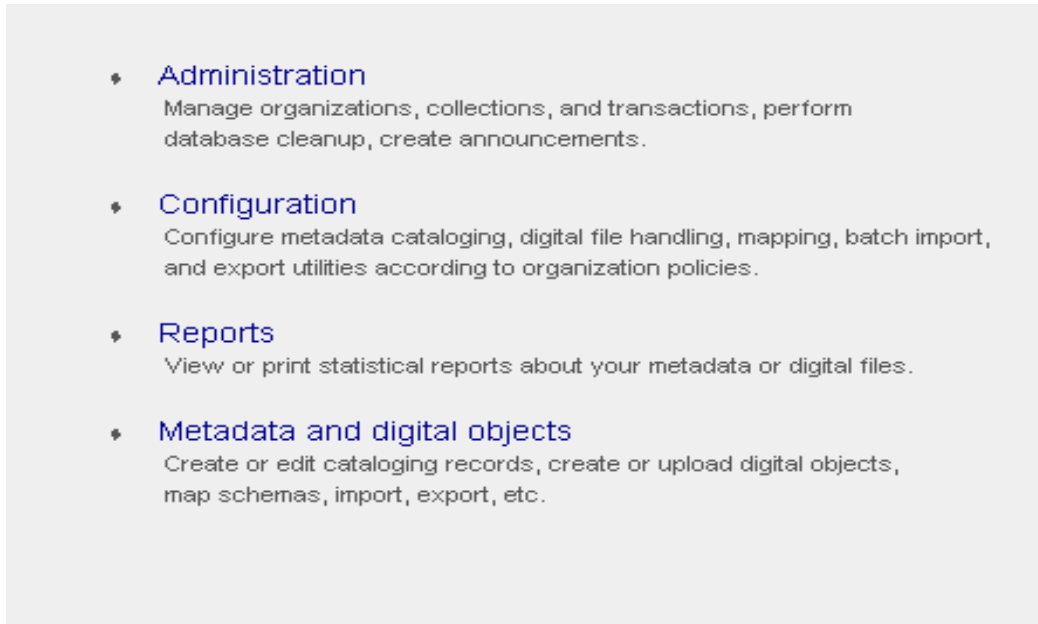 Administration
Manage organizations, collections, and transactions, perform
database cleanup, create announcements.
Configuration
Configure metadata cataloging, digital file handling, mapping, batch import,
and export utilities according to organization policies.
Reports
View or print statistical reports about your metadata or digital files.
Metadata and digital objects
Create or edit cataloging records, create or upload digital objects,
map schemas, import, export, etc.